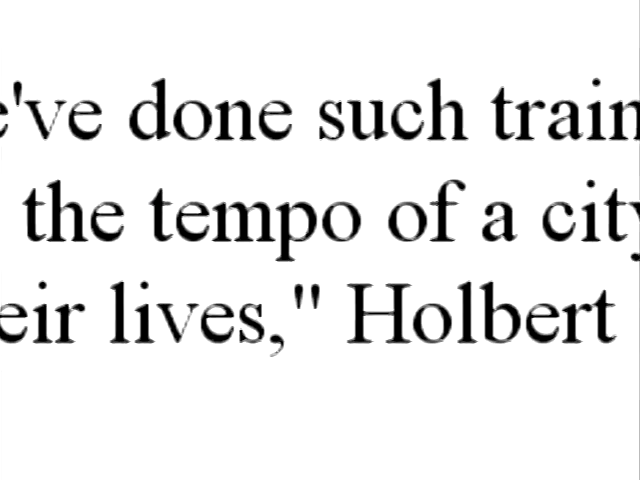 e've done such train
the tempo of a city
eir lives," Holbert